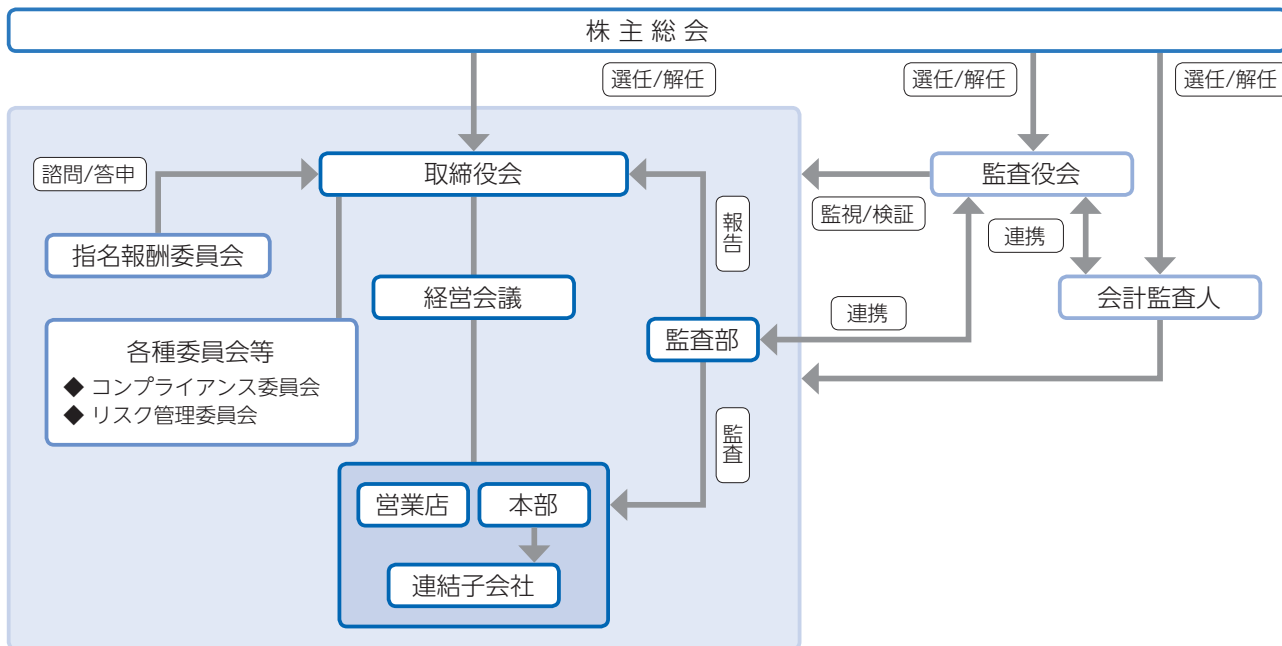 株主総会
選任/解任
選任/解任
選任/解任
諮問/答申
取締役会
監査役会
報告
監視/検証
連携
指名報酬委員会
経営会議
会計監査人
連携
監査部
各種委員会等
◆ コンプライアンス委員会
◆ リスク管理委員会
監査
営業店
本部
連結子会社